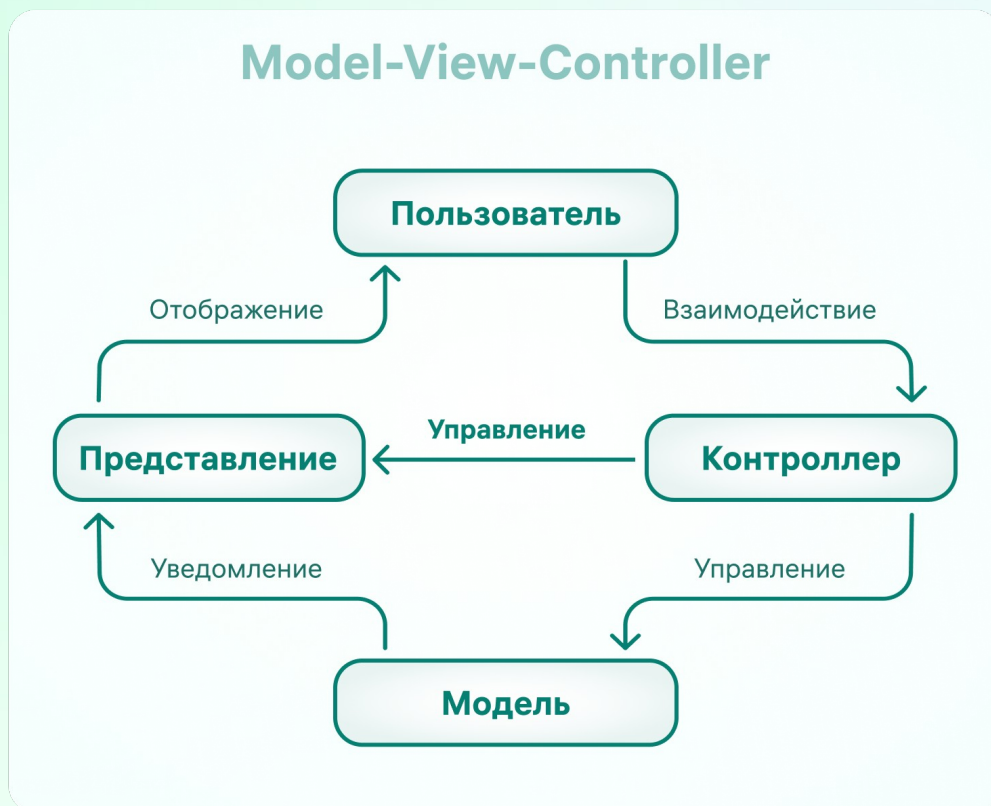 Model-View-Controller
Пользователь
Отображение
Взаимодействие
Управление
Представление
Контроллер
Уведомление
Управление
Модель